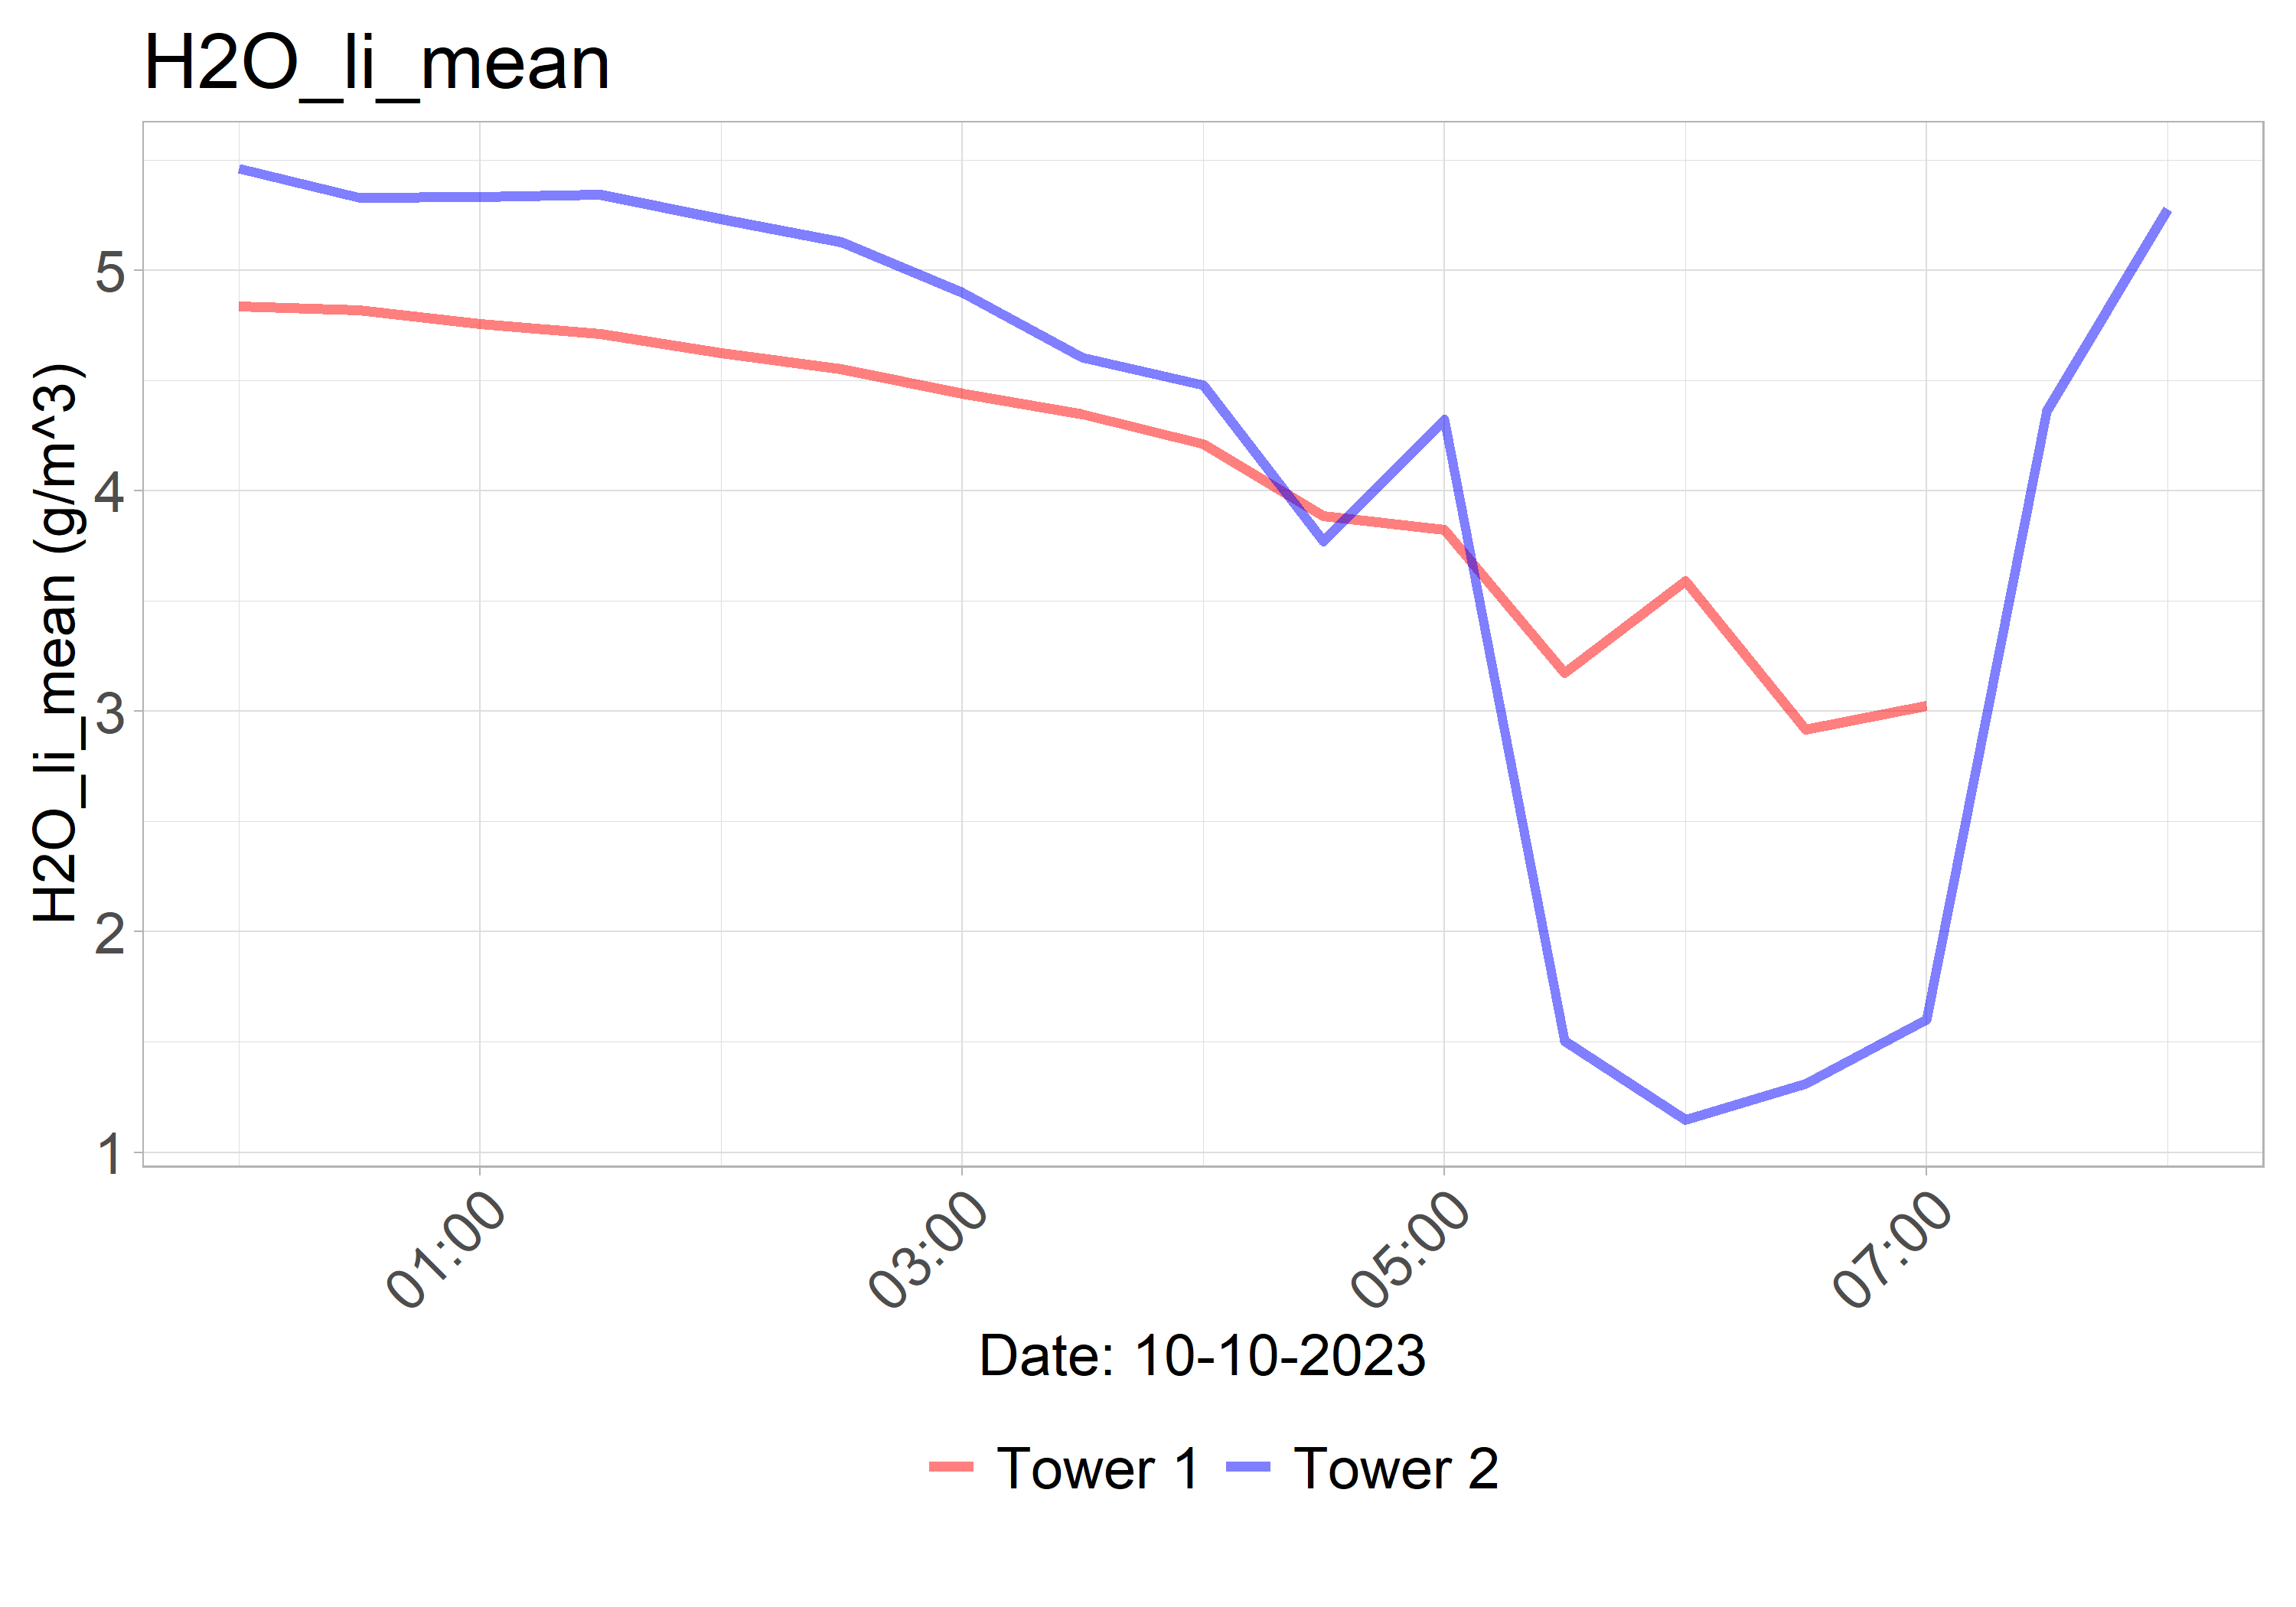 H2O_li_mean
H2O_li_mean (g/m^3)
5
4
3
2
1
01:00
03:00
05:00
07:00
Date: 10-10-2023
Tower 1
Tower 2